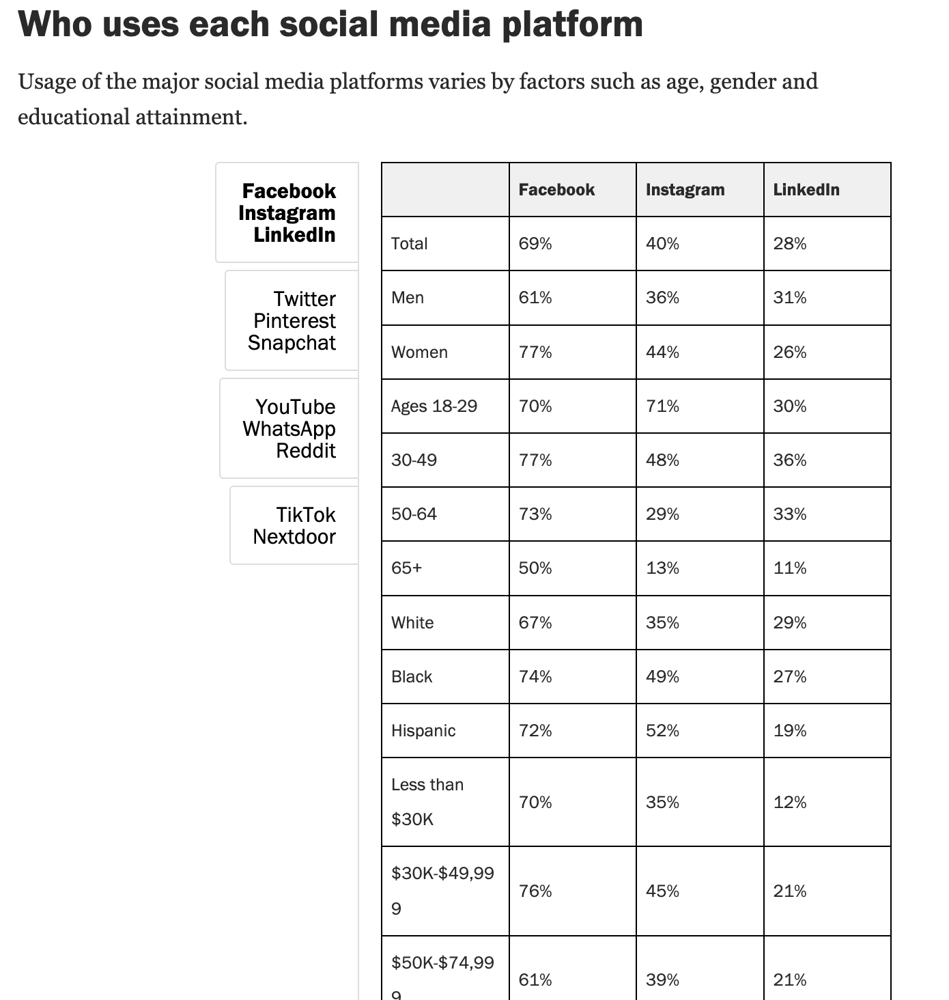 Who uses each social media platform
Usage of the major social media platforms varies by factors such as age, gender and
educational attainment.
Facebook
Instagram
LinkedIn
Twitter
Pinterest
Snapchat
YouTube
WhatsApp
Reddit
TikTok
Nextdoor
Facebook Instagram LinkedIn
Total 69% 40% 28%
Men 61% 36% 31%
Women 77% 44% 26%
Ages 18-29 70% 71% 30%
30-49 77% 48% 36%
50-64 73% 29% 33%
65+ 50% 13% 11%
White 67% 35% 29%
Black 74% 49% 27%
Hispanic 72% 52% 19%
Less than
$30K 70% 35% 12%
$30K-$49,99
9 76% 45% 21%
$50K-$74,99
9 61% 39% 21%